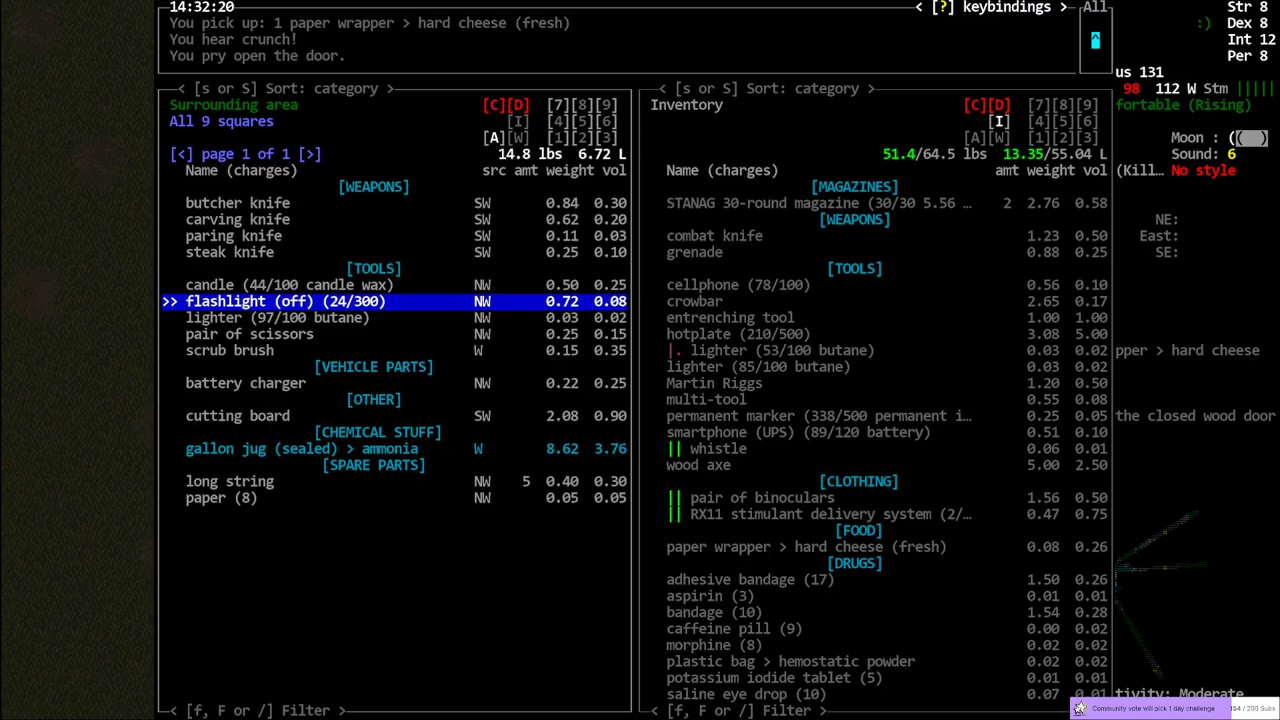 14:32:20
< [?] keybindings >
All
Str 8
You pick up: 1 paper wrapper > hard cheese (fresh)
:)
Dex 8
You hear crunch!
^
Int 12
You pry open the door.
Per 8
us 131
< [s or S] Sort: category >
< [s or S] Sort: category >
98 112 W Stm |||||
Surrounding area
[C][D] [7][8][9]
Inventory
[C][D] [7][8][9]
fortable (Rising)
All 9 squares
[I] [4][5][6]
[I] [4][5][6]
[A][W] [1][2][3]
[A][W] [1][2][3]
Moon : (( )
[<] page 1 of 1 [>]
14.8 lbs 6.72 L
51.4/64.5 lbs 13.35/55.04 L
Sound: 6
Name (charges) src amt weight vol
Name (charges) amt weight vol
(Kill… No style
[WEAPONS]
[MAGAZINES]
butcher knife SW 0.84 0.30
STANAG 30-round magazine (30/30 5.56 … 2 2.76 0.58
carving knife SW 0.62 0.20
[WEAPONS]
NE:
paring knife SW 0.11 0.03
combat knife 1.23 0.50
East:
steak knife SW 0.25 0.10
grenade 0.88 0.25
SE:
[TOOLS]
[TOOLS]
candle (44/100 candle wax) NW 0.50 0.25
cellphone (78/100) 0.56 0.10
>> flashlight (off) (24/300) NW 0.72 0.08
crowbar 2.65 0.17
lighter (97/100 butane) NW 0.03 0.02
entrenching tool 1.00 1.00
pair of scissors NW 0.25 0.15
hotplate (210/500) 3.08 5.00
scrub brush W 0.15 0.35
|. lighter (53/100 butane) 0.03 0.02
pper > hard cheese
[VEHICLE PARTS]
lighter (85/100 butane) 0.03 0.02
battery charger NW 0.22 0.25
Martin Riggs 1.20 0.50
[OTHER]
multi-tool 0.55 0.08
cutting board SW 2.08 0.90
permanent marker (338/500 permanent i… 0.25 0.05
the closed wood door
[CHEMICAL STUFF]
smartphone (UPS) (89/120 battery) 0.51 0.10
gallon jug (sealed) > ammonia W 8.62 3.76
|| whistle 0.06 0.01
[SPARE PARTS]
wood axe 5.00 2.50
long string NW 5 0.40 0.30
[CLOTHING]
paper (8) NW 0.05 0.05
|| pair of binoculars 1.56 0.50
|| RX11 stimulant delivery system (2/… 0.47 0.75
[FOOD]
paper wrapper > hard cheese (fresh) 0.08 0.26
[DRUGS]
adhesive bandage (17) 1.50 0.26
aspirin (3) 0.01 0.01
bandage (10) 1.54 0.28
caffeine pill (9) 0.00 0.02
morphine (8) 0.02 0.02
plastic bag > hemostatic powder 0.02 0.02
potassium iodide tablet (5) 0.01 0.01
saline eye drop (10) 0.07 0.01
tivity: Moderate
< [f, F or /] Filter >
< [f, F or /] Filter >
Community vote will pick 1 day challenge
194 / 200 Subs